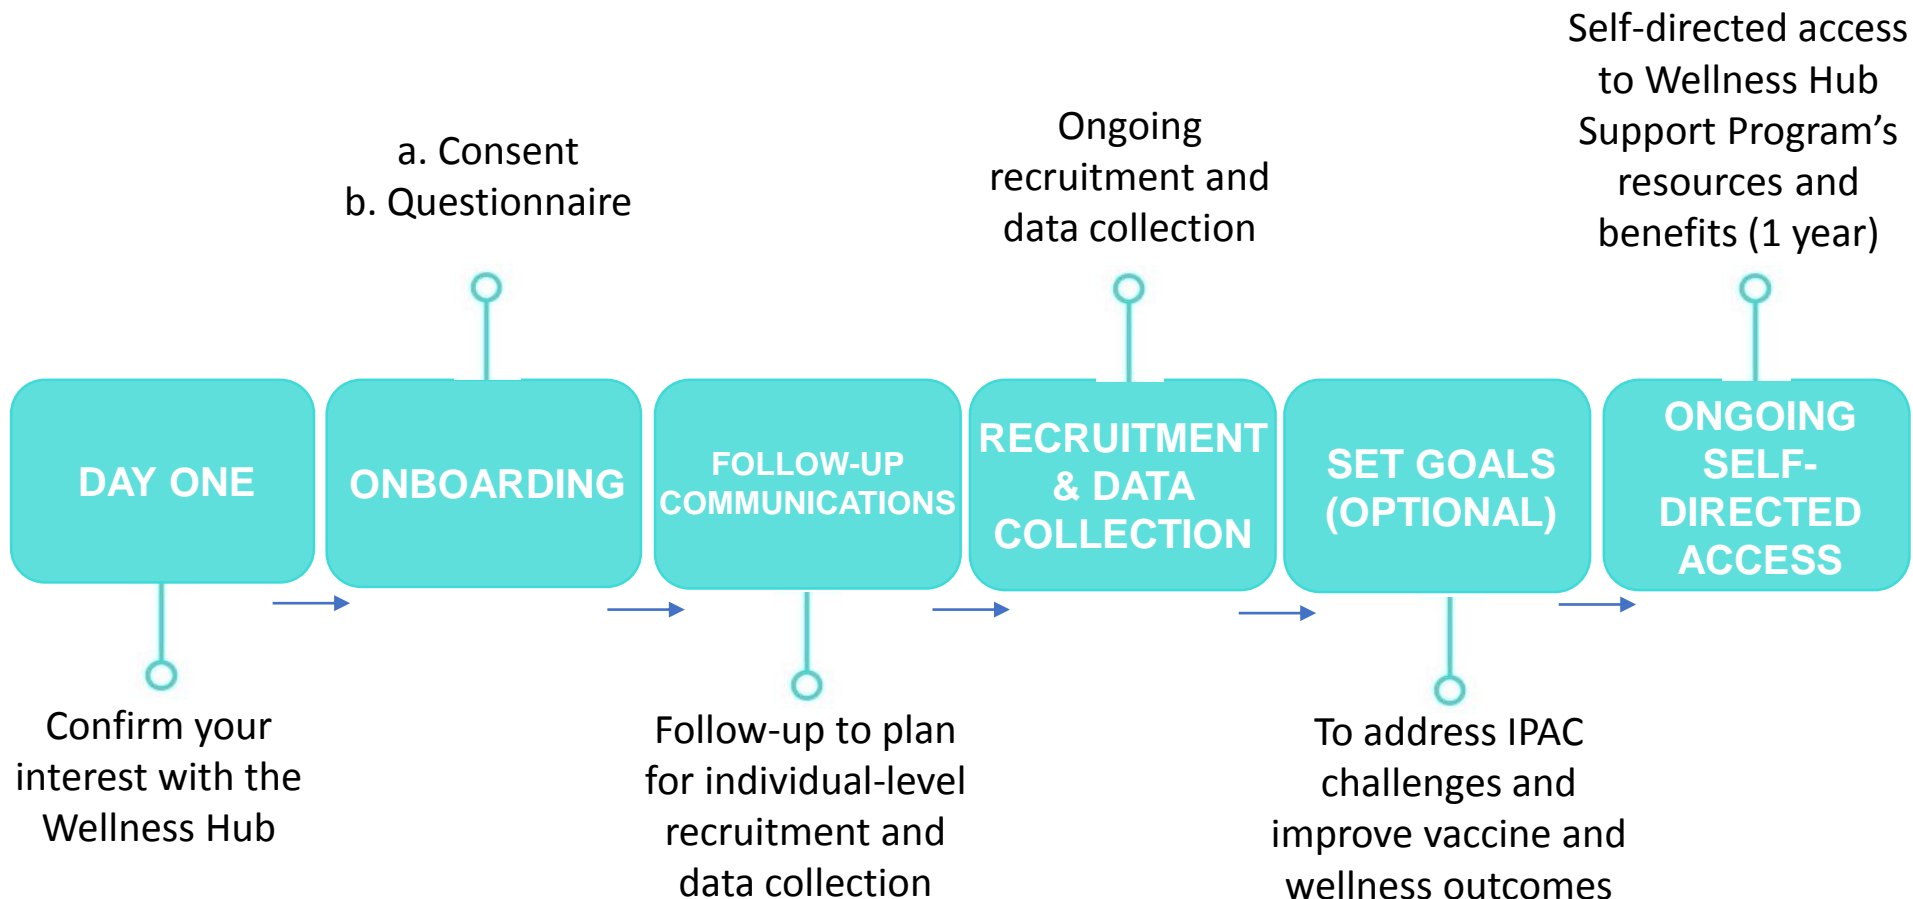 Self-directed access
to Wellness Hub
Support Program’s
resources and
benefits (1 year)
a. Consent
b. Questionnaire
Ongoing
recruitment and
data collection
DAY ONE
ONBOARDING
FOLLOW-UP
COMMUNICATIONS
RECRUITMENT
& DATA
COLLECTION
SET GOALS
(OPTIONAL)
ONGOING
SELF-
DIRECTED
ACCESS
Confirm your
interest with the
Wellness Hub
Follow-up to plan
for individual-level
recruitment and
data collection
To address IPAC
challenges and
improve vaccine and
wellness outcomes